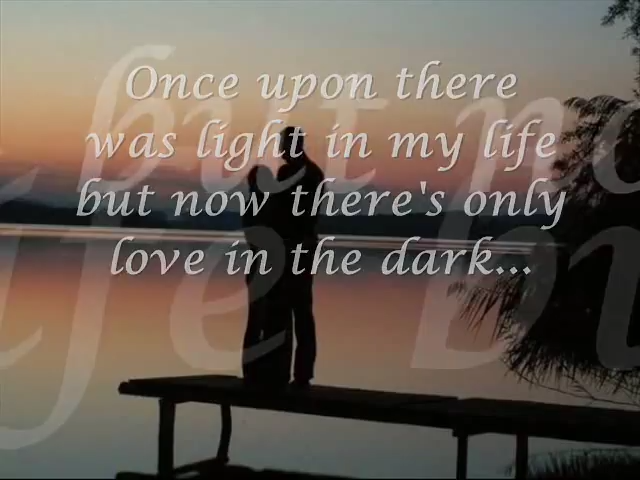 Once upon there
was light in my life
but now there's only
love in the dark...